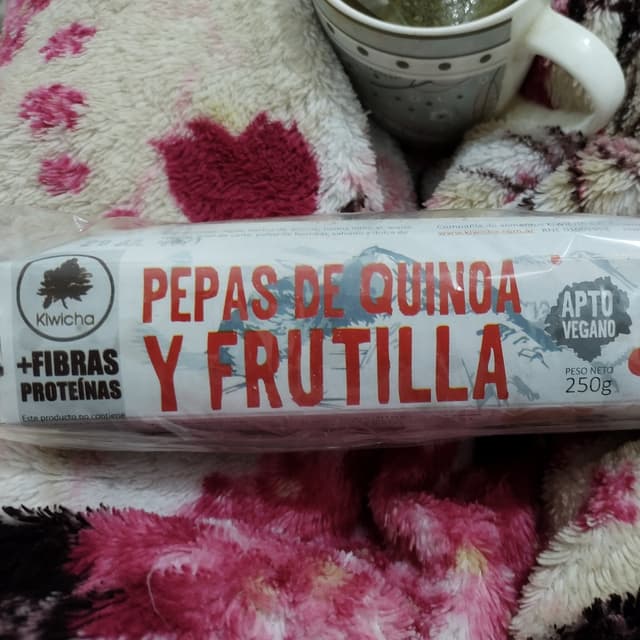 Kiwicha
+FIBRAS
PROTEÍNAS
Este producto no contiene
PEPAS DE QUINOA
Y FRUTILLA
APTO
VEGANO
PESO NETO
250g